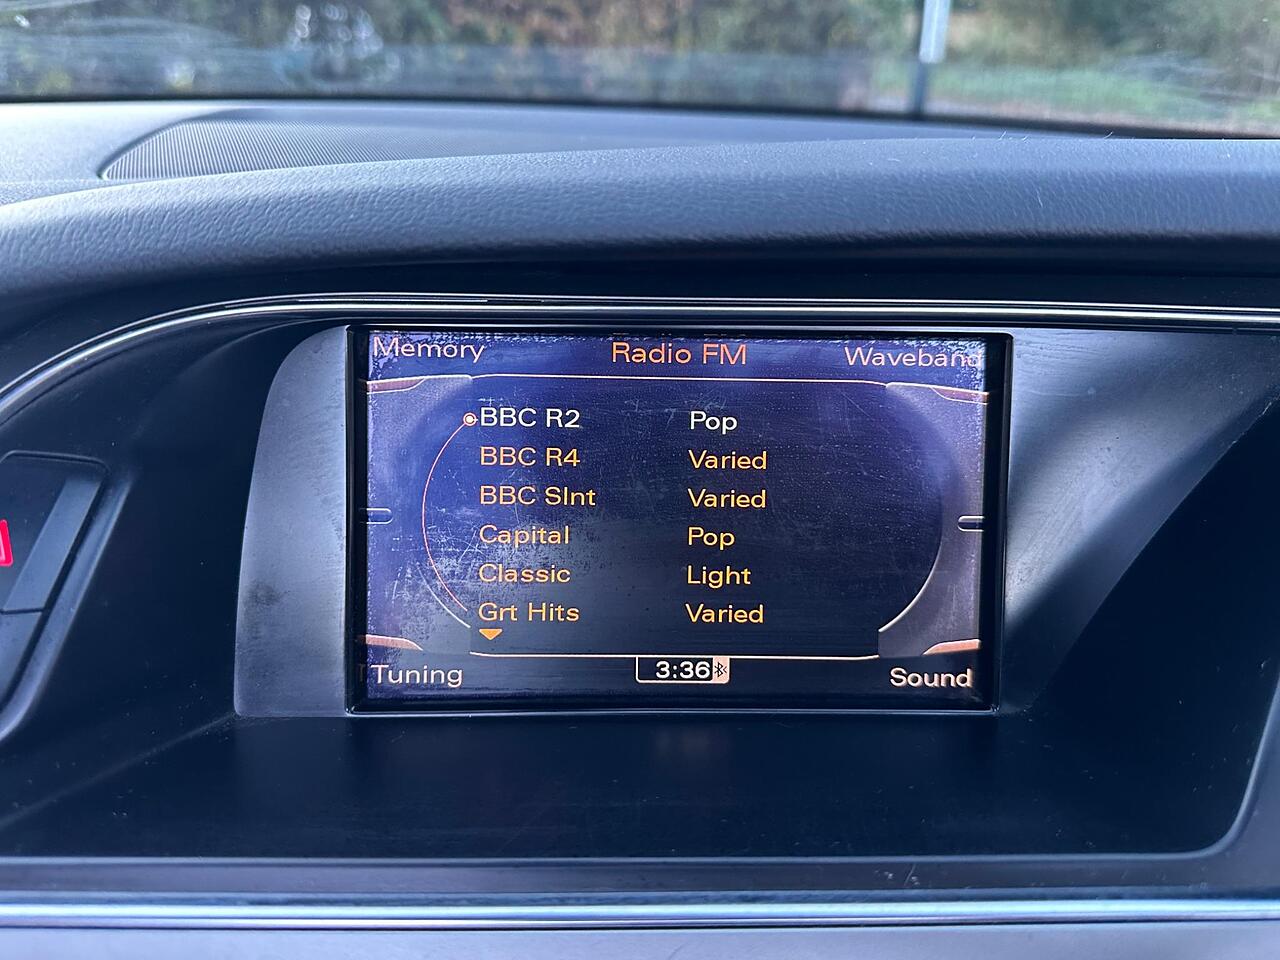 Memory Radio FM Waveband
BBC R2 Pop
BBC R4 Varied
BBC SInt Varied
Capital Pop
Classic Light
Grt Hits Varied
Tuning 3:36 Sound